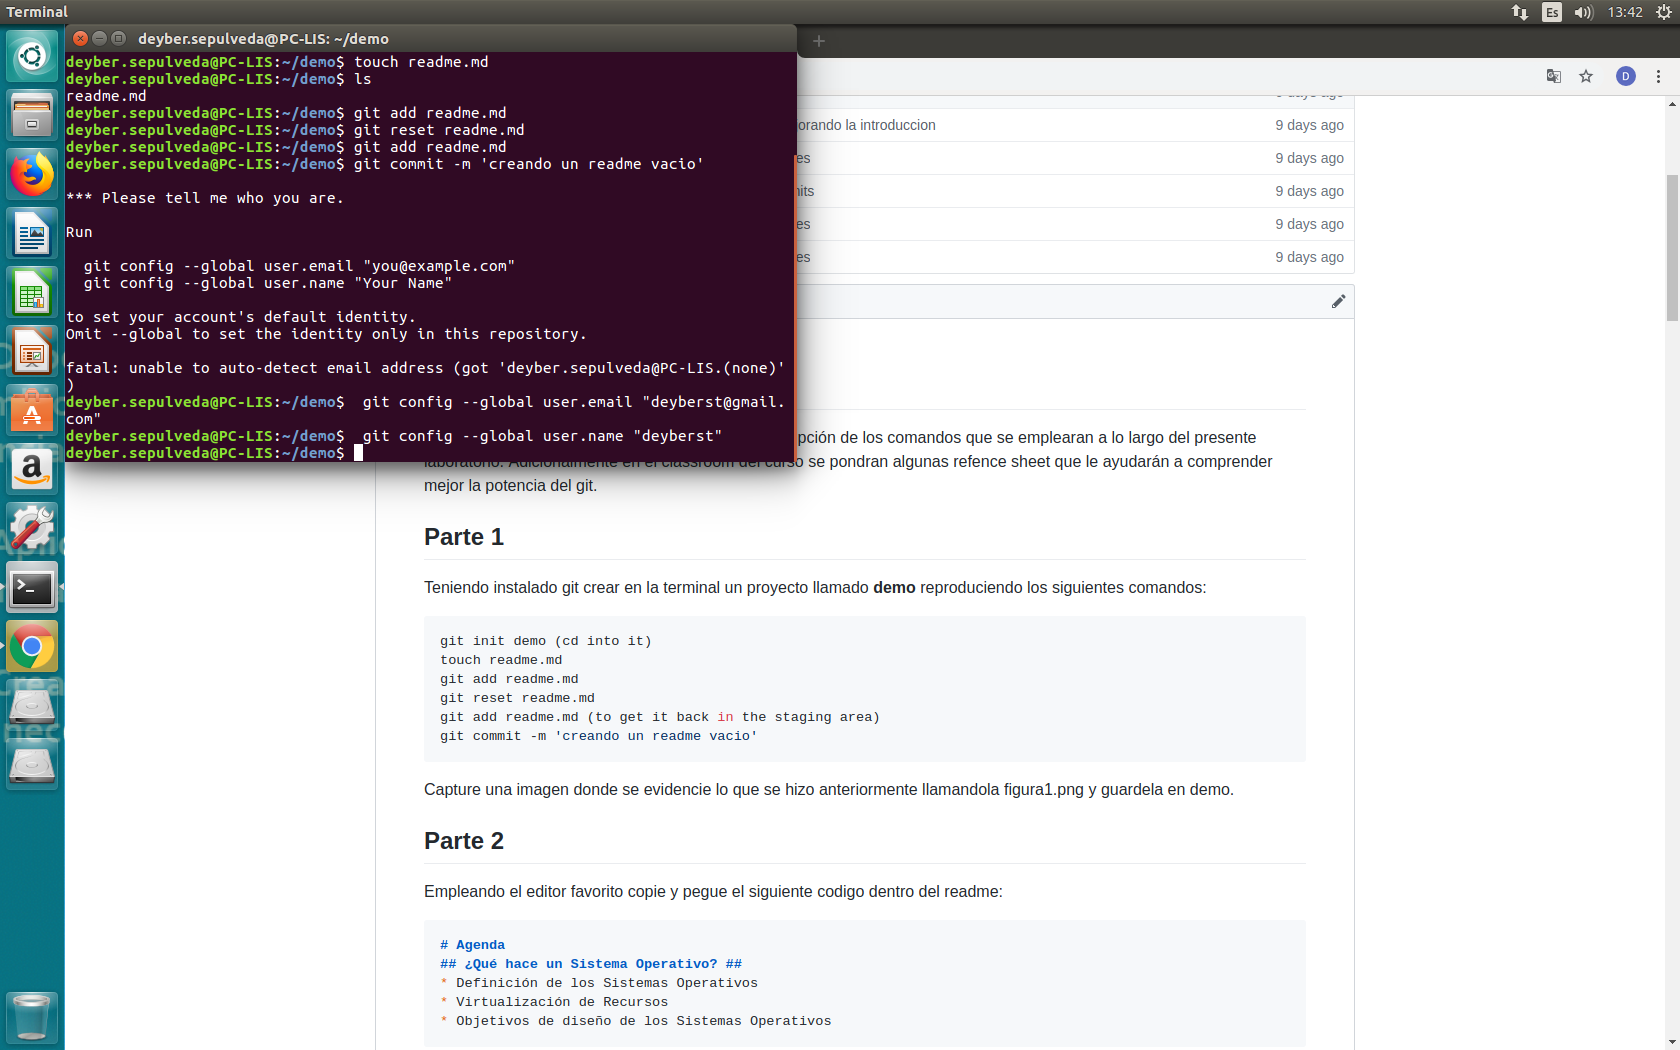 Terminal
Es
13:42
deyber.sepulveda@PC-LIS: ~/demo
deyber.sepulveda@PC-LIS:~/demo$ touch readme.md
deyber.sepulveda@PC-LIS:~/demo$ ls
readme.md
deyber.sepulveda@PC-LIS:~/demo$ git add readme.md
deyber.sepulveda@PC-LIS:~/demo$ git reset readme.md
deyber.sepulveda@PC-LIS:~/demo$ git add readme.md
deyber.sepulveda@PC-LIS:~/demo$ git commit -m 'creando un readme vacio'
*** Please tell me who you are.
Run
git config --global user.email "you@example.com"
git config --global user.name "Your Name"
to set your account's default identity.
Omit --global to set the identity only in this repository.
fatal: unable to auto-detect email address (got 'deyber.sepulveda@PC-LIS.(none)'
)
deyber.sepulveda@PC-LIS:~/demo$  git config --global user.email "deyberst@gmail.
com"
deyber.sepulveda@PC-LIS:~/demo$  git config --global user.name "deyberst"
deyber.sepulveda@PC-LIS:~/demo$
D
9 days ago
orando la introduccion 9 days ago
es 9 days ago
nits 9 days ago
es 9 days ago
es 9 days ago
pción de los comandos que se emplearan a lo largo del presente
laboratorio. Adicionalmente en el classroom del curso se pondran algunas refence sheet que le ayudarán a comprender
mejor la potencia del git.
Parte 1
Teniendo instalado git crear en la terminal un proyecto llamado demo reproduciendo los siguientes comandos:
git init demo (cd into it)
touch readme.md
git add readme.md
git reset readme.md
git add readme.md (to get it back in the staging area)
git commit -m 'creando un readme vacio'
Capture una imagen donde se evidencie lo que se hizo anteriormente llamandola figura1.png y guardela en demo.
Parte 2
Empleando el editor favorito copie y pegue el siguiente codigo dentro del readme:
# Agenda
## ¿Qué hace un Sistema Operativo? ##
* Definición de los Sistemas Operativos
* Virtualización de Recursos
* Objetivos de diseño de los Sistemas Operativos